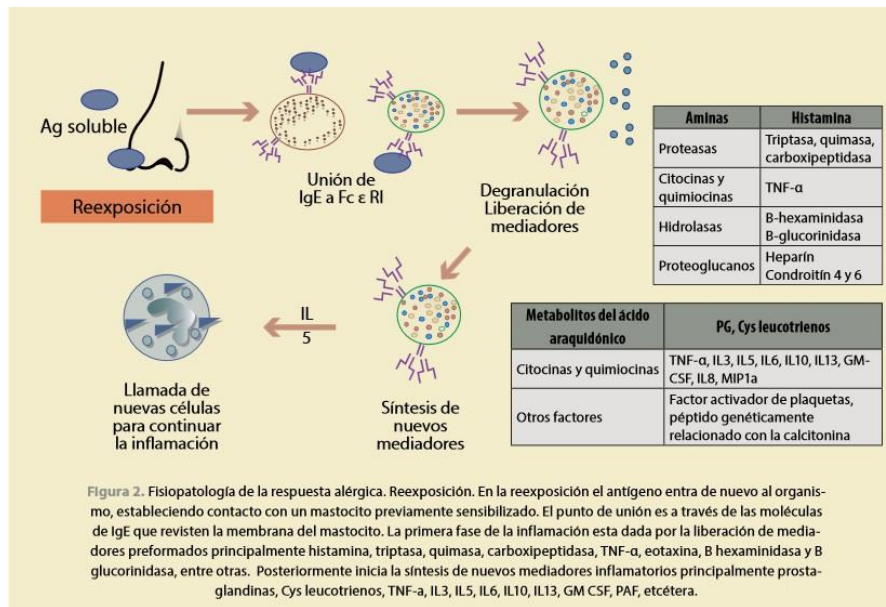 Ag soluble
Reexposición
Unión de
IgE a Fc ε RI
Degranulación
Liberación de
mediadores
Aminas Histamina
Proteasas Triptasa, quimasa,
carboxipeptidasa
Citocinas y
quimiocinas TNF-α
Hidrolasas B-hexaminidasa
B-glucorinidasa
Proteoglucanos Heparín
Condroitín 4 y 6
Llamada de
nuevas células
para continuar
la inflamación
IL
5
Síntesis de
nuevos
mediadores
Metabolitos del ácido
araquidónico PG, Cys leucotrienos
Citocinas y quimiocinas TNF-α, IL3, IL5, IL6, IL10, IL13, GM-
CSF, IL8, MIP1a
Otros factores Factor activador de plaquetas,
péptido genéticamente
relacionado con la calcitonina
Figura 2. Fisiopatología de la respuesta alérgica. Reexposición. En la reexposición el antígeno entra de nuevo al organis-
mo, estableciendo contacto con un mastocito previamente sensibilizado. El punto de unión es a través de las moléculas
de IgE que revisten la membrana del mastocito. La primera fase de la inflamación esta dada por la liberación de media-
dores preformados principalmente histamina, triptasa, quimasa, carboxipeptidasa, TNF-α, eotaxina, B hexaminidasa y B
glucorinidasa, entre otras. Posteriormente inicia la síntesis de nuevos mediadores inflamatorios principalmente prosta-
glandinas, Cys leucotrienos, TNF-a, IL3, IL5, IL6, IL10, IL13, GM CSF, PAF, etcétera.